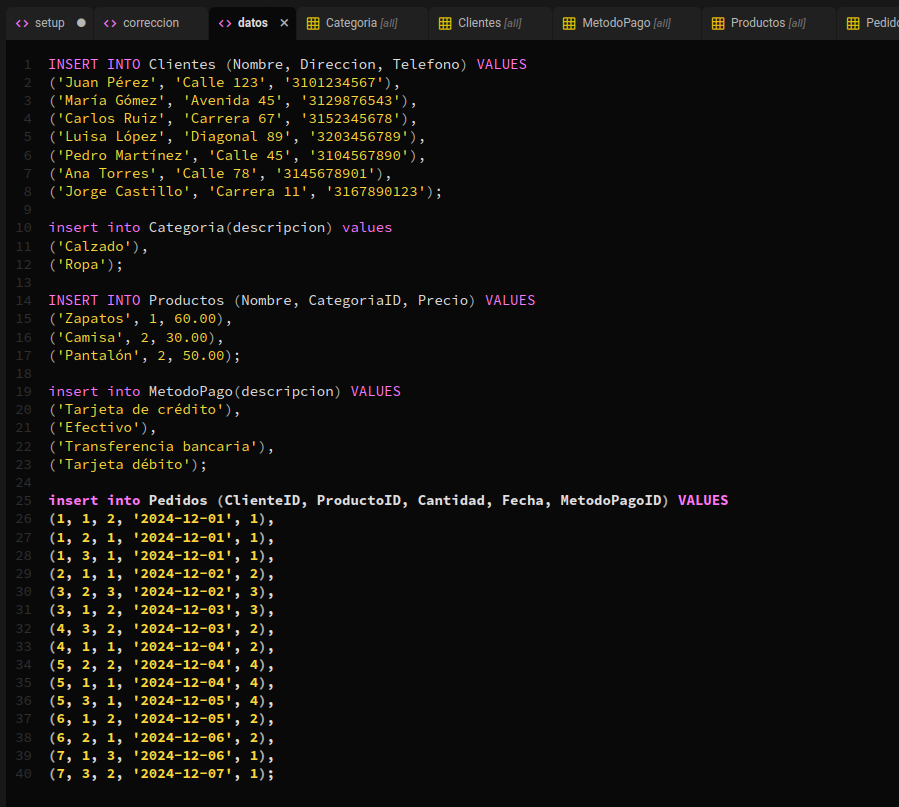 setup correccion datos Categoria [all] Clientes [all] MetodoPago [all] Productos [all] Pedido
1 INSERT INTO Clientes (Nombre, Direccion, Telefono) VALUES
2 ('Juan Pérez', 'Calle 123', '3101234567'),
3 ('María Gómez', 'Avenida 45', '3129876543'),
4 ('Carlos Ruiz', 'Carrera 67', '3152345678'),
5 ('Luisa López', 'Diagonal 89', '3203456789'),
6 ('Pedro Martínez', 'Calle 45', '3104567890'),
7 ('Ana Torres', 'Calle 78', '3145678901'),
8 ('Jorge Castillo', 'Carrera 11', '3167890123');
9
10 insert into Categoria(descripcion) values
11 ('Calzado'),
12 ('Ropa');
13
14 INSERT INTO Productos (Nombre, CategoriaID, Precio) VALUES
15 ('Zapatos', 1, 60.00),
16 ('Camisa', 2, 30.00),
17 ('Pantalón', 2, 50.00);
18
19 insert into MetodoPago(descripcion) VALUES
20 ('Tarjeta de crédito'),
21 ('Efectivo'),
22 ('Transferencia bancaria'),
23 ('Tarjeta débito');
24
25 insert into Pedidos (ClienteID, ProductoID, Cantidad, Fecha, MetodoPagoID) VALUES
26 (1, 1, 2, '2024-12-01', 1),
27 (1, 2, 1, '2024-12-01', 1),
28 (1, 3, 1, '2024-12-01', 1),
29 (2, 1, 1, '2024-12-02', 2),
30 (3, 2, 3, '2024-12-02', 3),
31 (3, 1, 2, '2024-12-03', 3),
32 (4, 3, 2, '2024-12-03', 2),
33 (4, 1, 1, '2024-12-04', 2),
34 (5, 2, 2, '2024-12-04', 4),
35 (5, 1, 1, '2024-12-04', 4),
36 (5, 3, 1, '2024-12-05', 4),
37 (6, 1, 2, '2024-12-05', 2),
38 (6, 2, 1, '2024-12-06', 2),
39 (7, 1, 3, '2024-12-06', 1),
40 (7, 3, 2, '2024-12-07', 1);